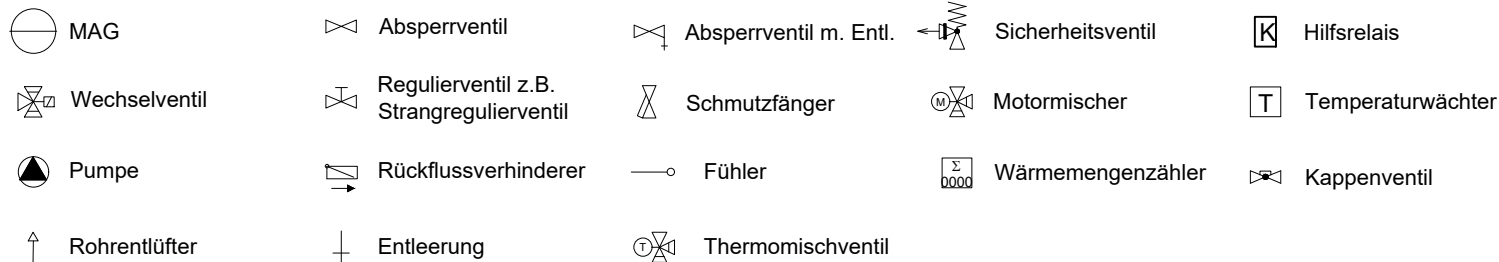 MAG
Absperrventil
Absperrventil m. Entl.
Sicherheitsventil
K
Hilfsrelais
Wechselventil
Regulierventil z.B.
Strangregulierventil
Schmutzfänger
M
Motormischer
T
Temperaturwächter
Pumpe
Rückflussverhinderer
Fühler
Σ
0000
Wärmemengenzähler
Kappenventil
Rohrentlüfter
Entleerung
T
Thermomischventil